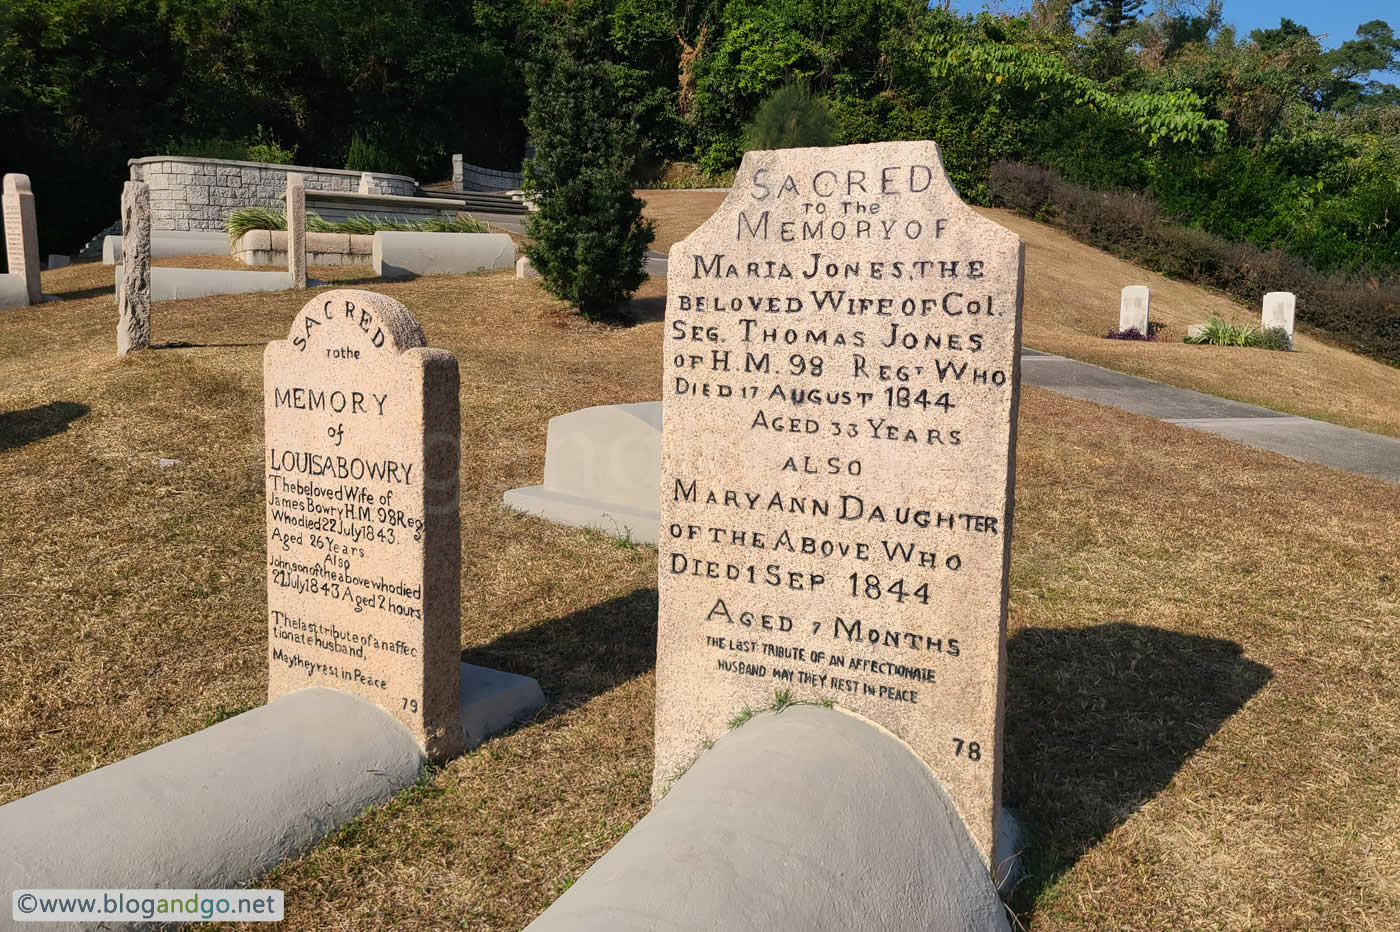 SACRED
to the
MEMORY
of
LOUISA BOWRY
The beloved Wife of
James Bowry H.M. 98 Reg
Who died 22 July 1843.
Aged 26 Years
Also
John son of the above who died
22 July 1843 Aged 2 hours
The last tribute of an affec
tionate husband,
May they rest in Peace
79
SACRED
TO THE
MEMORY OF
MARIA JONES, THE
BELOVED WIFE OF COL.
SEG. THOMAS JONES
OF H.M. 98 REGT WHO
DIED 17 AUGUST 1844
AGED 33 YEARS
ALSO
MARY ANN DAUGHTER
OF THE ABOVE WHO
DIED 1 SEP 1844
AGED 7 MONTHS
THE LAST TRIBUTE OF AN AFFECTIONATE
HUSBAND MAY THEY REST IN PEACE
78
©www.blogandgo.net